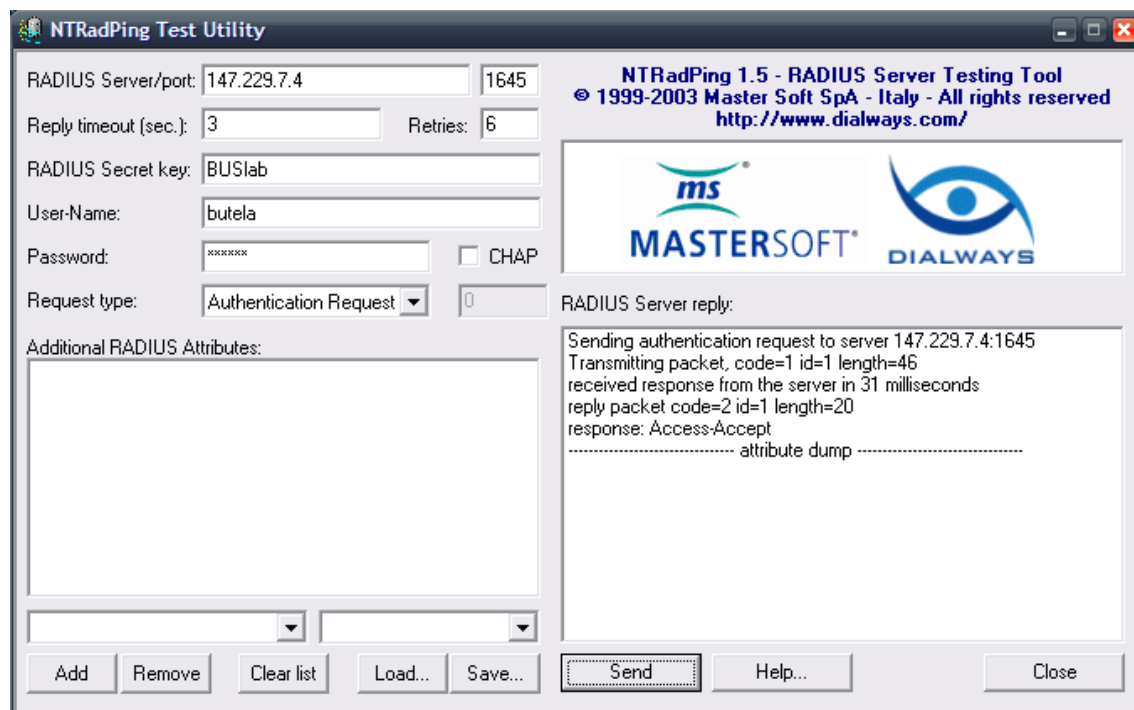 NTRadPing Test Utility
RADIUS Server/port: 147.229.7.4 1645
Reply timeout (sec.): 3 Retries: 6
RADIUS Secret key: BUSlab
User-Name: butela
Password: ****** CHAP
Request type: Authentication Request 0
Additional RADIUS Attributes:
Add Remove Clear list Load... Save...
NTRadPing 1.5 - RADIUS Server Testing Tool
© 1999-2003 Master Soft SpA - Italy - All rights reserved
http://www.dialways.com/
ms
MASTERSOFT DIALWAYS
RADIUS Server reply:
Sending authentication request to server 147.229.7.4:1645
Transmitting packet, code=1 id=1 length=46
received response from the server in 31 milliseconds
reply packet code=2 id=1 length=20
response: Access-Accept
--------------------------------- attribute dump ---------------------------------
Send Help... Close